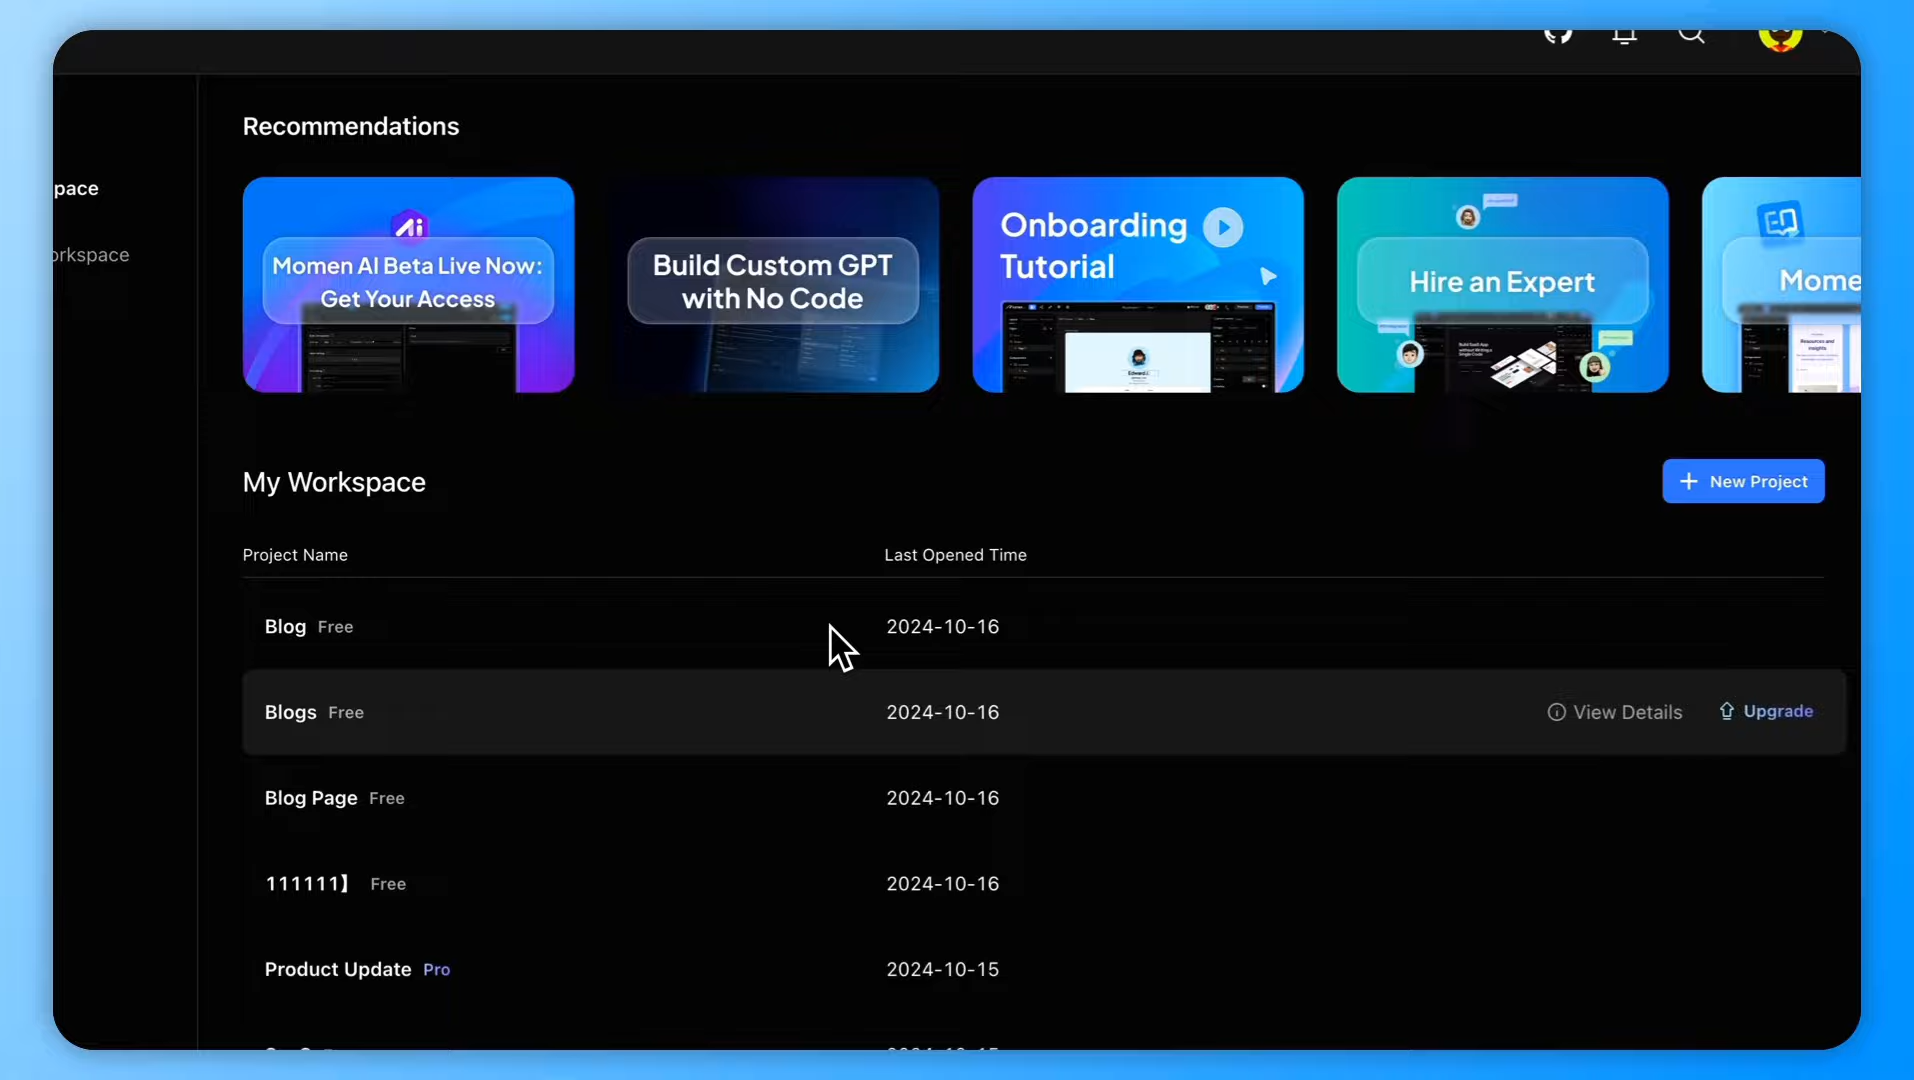 Recommendations
pace
orkspace
Ai
Momen AI Beta Live Now:
Get Your Access
Build Custom GPT
with No Code
Onboarding
Tutorial
Hire an Expert
Mome
My Workspace
New Project
Project Name
Last Opened Time
Blog Free
2024-10-16
Blogs Free
2024-10-16
View Details
Upgrade
Blog Page Free
2024-10-16
111111】 Free
2024-10-16
Product Update Pro
2024-10-15